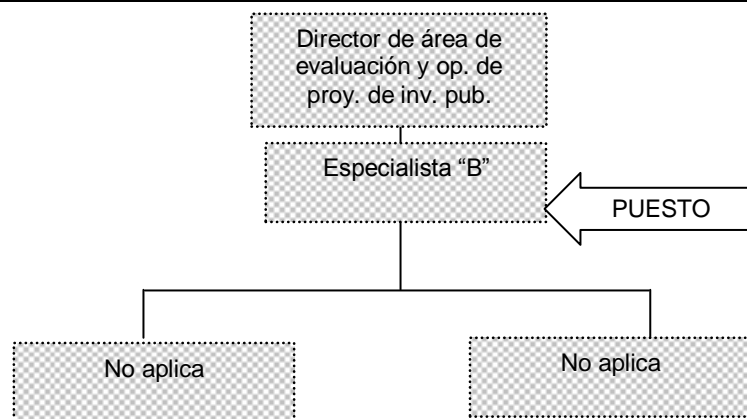 Director de área de
evaluación y op. de
proy. de inv. pub.
Especialista “B”
PUESTO
No aplica
No aplica